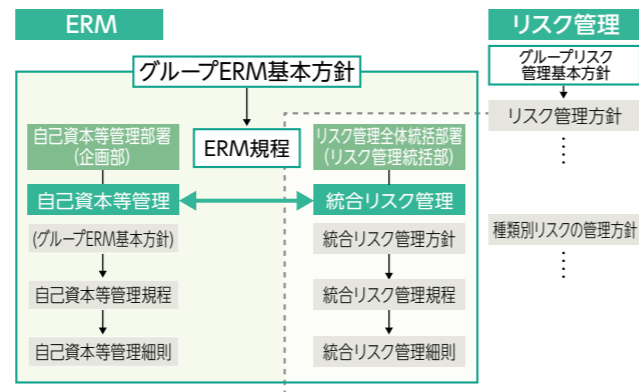 ERM
リスク管理
グループERM基本方針
グループリスク
管理基本方針
リスク管理方針
自己資本等管理部署
(企画部)
ERM規程
リスク管理全体統括部署
(リスク管理統括部)
自己資本等管理
統合リスク管理
(グループERM基本方針)
統合リスク管理方針
種類別リスクの管理方針
自己資本等管理規程
統合リスク管理規程
自己資本等管理細則
統合リスク管理細則